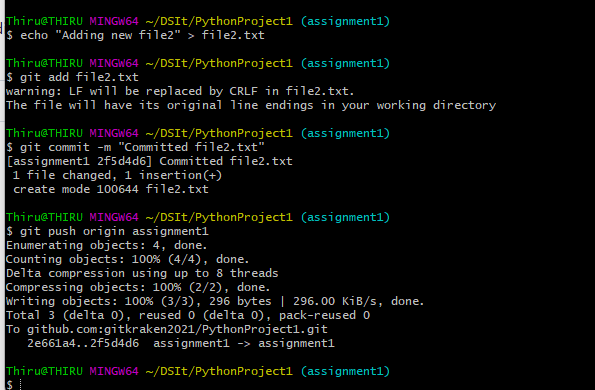 Thiru@THIRU MINGW64 ~/DSIt/PythonProject1 (assignment1)
$ echo "Adding new file2" > file2.txt
Thiru@THIRU MINGW64 ~/DSIt/PythonProject1 (assignment1)
$ git add file2.txt
warning: LF will be replaced by CRLF in file2.txt.
The file will have its original line endings in your working directory
Thiru@THIRU MINGW64 ~/DSIt/PythonProject1 (assignment1)
$ git commit -m "Committed file2.txt"
[assignment1 2f5d4d6] Committed file2.txt
 1 file changed, 1 insertion(+)
 create mode 100644 file2.txt
Thiru@THIRU MINGW64 ~/DSIt/PythonProject1 (assignment1)
$ git push origin assignment1
Enumerating objects: 4, done.
Counting objects: 100% (4/4), done.
Delta compression using up to 8 threads
Compressing objects: 100% (2/2), done.
Writing objects: 100% (3/3), 296 bytes | 296.00 KiB/s, done.
Total 3 (delta 0), reused 0 (delta 0), pack-reused 0
To github.com:gitkraken2021/PythonProject1.git
   2e661a4..2f5d4d6  assignment1 -> assignment1
Thiru@THIRU MINGW64 ~/DSIt/PythonProject1 (assignment1)
$